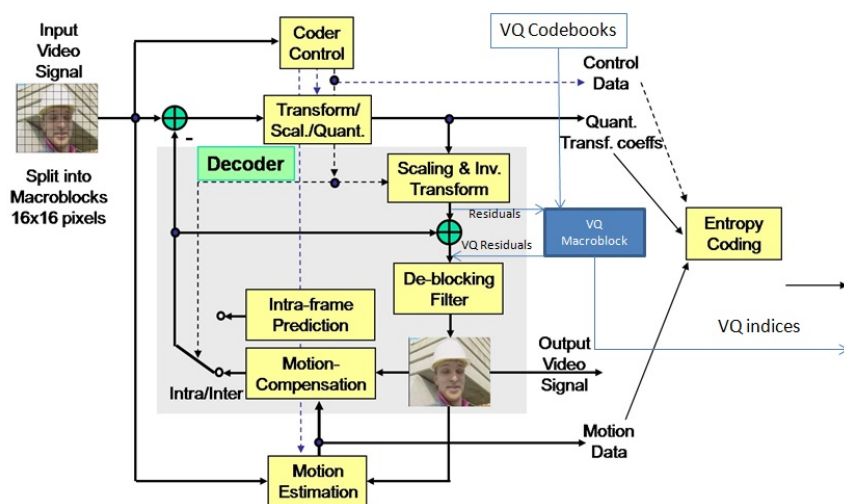 Input
Video
Signal
Coder
Control
VQ Codebooks
Control
Data
Transform/
Scal./Quant.
Quant.
Transf. coeffs
-
Decoder
Split into
Macroblocks
16x16 pixels
Scaling & Inv.
Transform
Residuals
VQ
Macroblock
Entropy
Coding
VQ Residuals
De-blocking
Filter
Intra-frame
Prediction
VQ indices
Motion-
Compensation
Output
Video
Signal
Intra/Inter
Motion
Data
Motion
Estimation